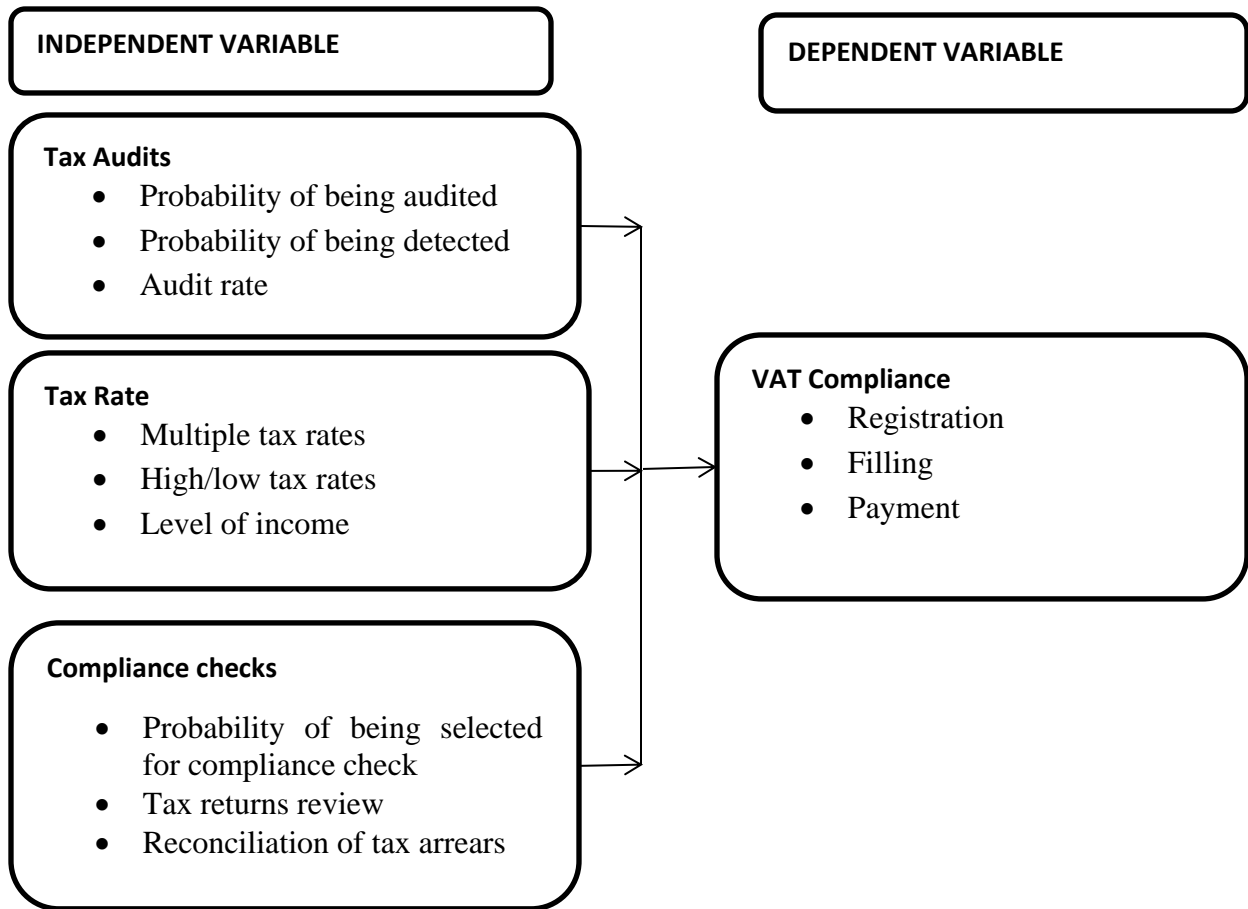 INDEPENDENT VARIABLE
DEPENDENT VARIABLE
Tax Audits
• Probability of being audited
• Probability of being detected
• Audit rate
Tax Rate
• Multiple tax rates
• High/low tax rates
• Level of income
VAT Compliance
• Registration
• Filling
• Payment
Compliance checks
• Probability of being selected
for compliance check
• Tax returns review
• Reconciliation of tax arrears